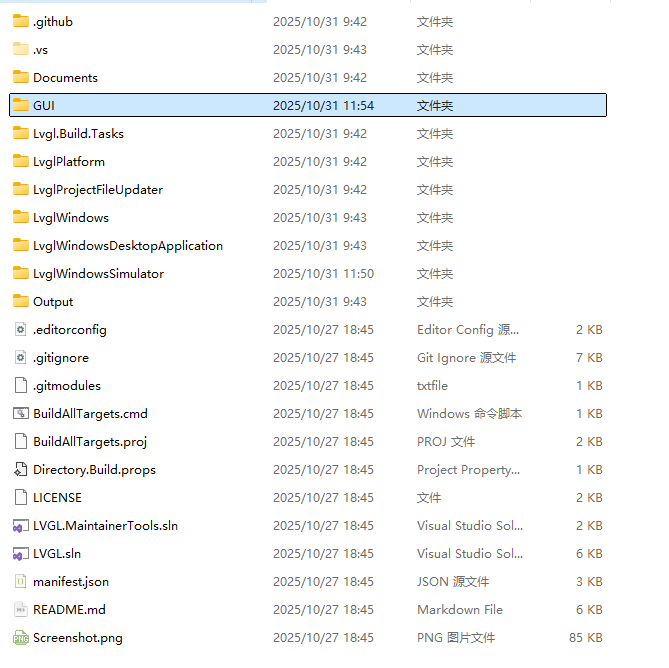 .github 2025/10/31 9:42 文件夹
.vs 2025/10/31 9:43 文件夹
Documents 2025/10/31 9:42 文件夹
GUI 2025/10/31 11:54 文件夹
Lvgl.Build.Tasks 2025/10/31 9:42 文件夹
LvglPlatform 2025/10/31 9:42 文件夹
LvglProjectFileUpdater 2025/10/31 9:42 文件夹
LvglWindows 2025/10/31 9:43 文件夹
LvglWindowsDesktopApplication 2025/10/31 9:43 文件夹
LvglWindowsSimulator 2025/10/31 11:50 文件夹
Output 2025/10/31 9:43 文件夹
.editorconfig 2025/10/27 18:45 Editor Config 源... 2 KB
.gitignore 2025/10/27 18:45 Git Ignore 源文件 7 KB
.gitmodules 2025/10/27 18:45 txtfile 1 KB
BuildAllTargets.cmd 2025/10/27 18:45 Windows 命令脚本 1 KB
BuildAllTargets.proj 2025/10/27 18:45 PROJ 文件 2 KB
Directory.Build.props 2025/10/27 18:45 Project Property... 1 KB
LICENSE 2025/10/27 18:45 文件 2 KB
LVGL.MaintainerTools.sln 2025/10/27 18:45 Visual Studio Sol... 2 KB
LVGL.sln 2025/10/27 18:45 Visual Studio Sol... 6 KB
manifest.json 2025/10/27 18:45 JSON 源文件 3 KB
README.md 2025/10/27 18:45 Markdown File 6 KB
Screenshot.png 2025/10/27 18:45 PNG 图片文件 85 KB